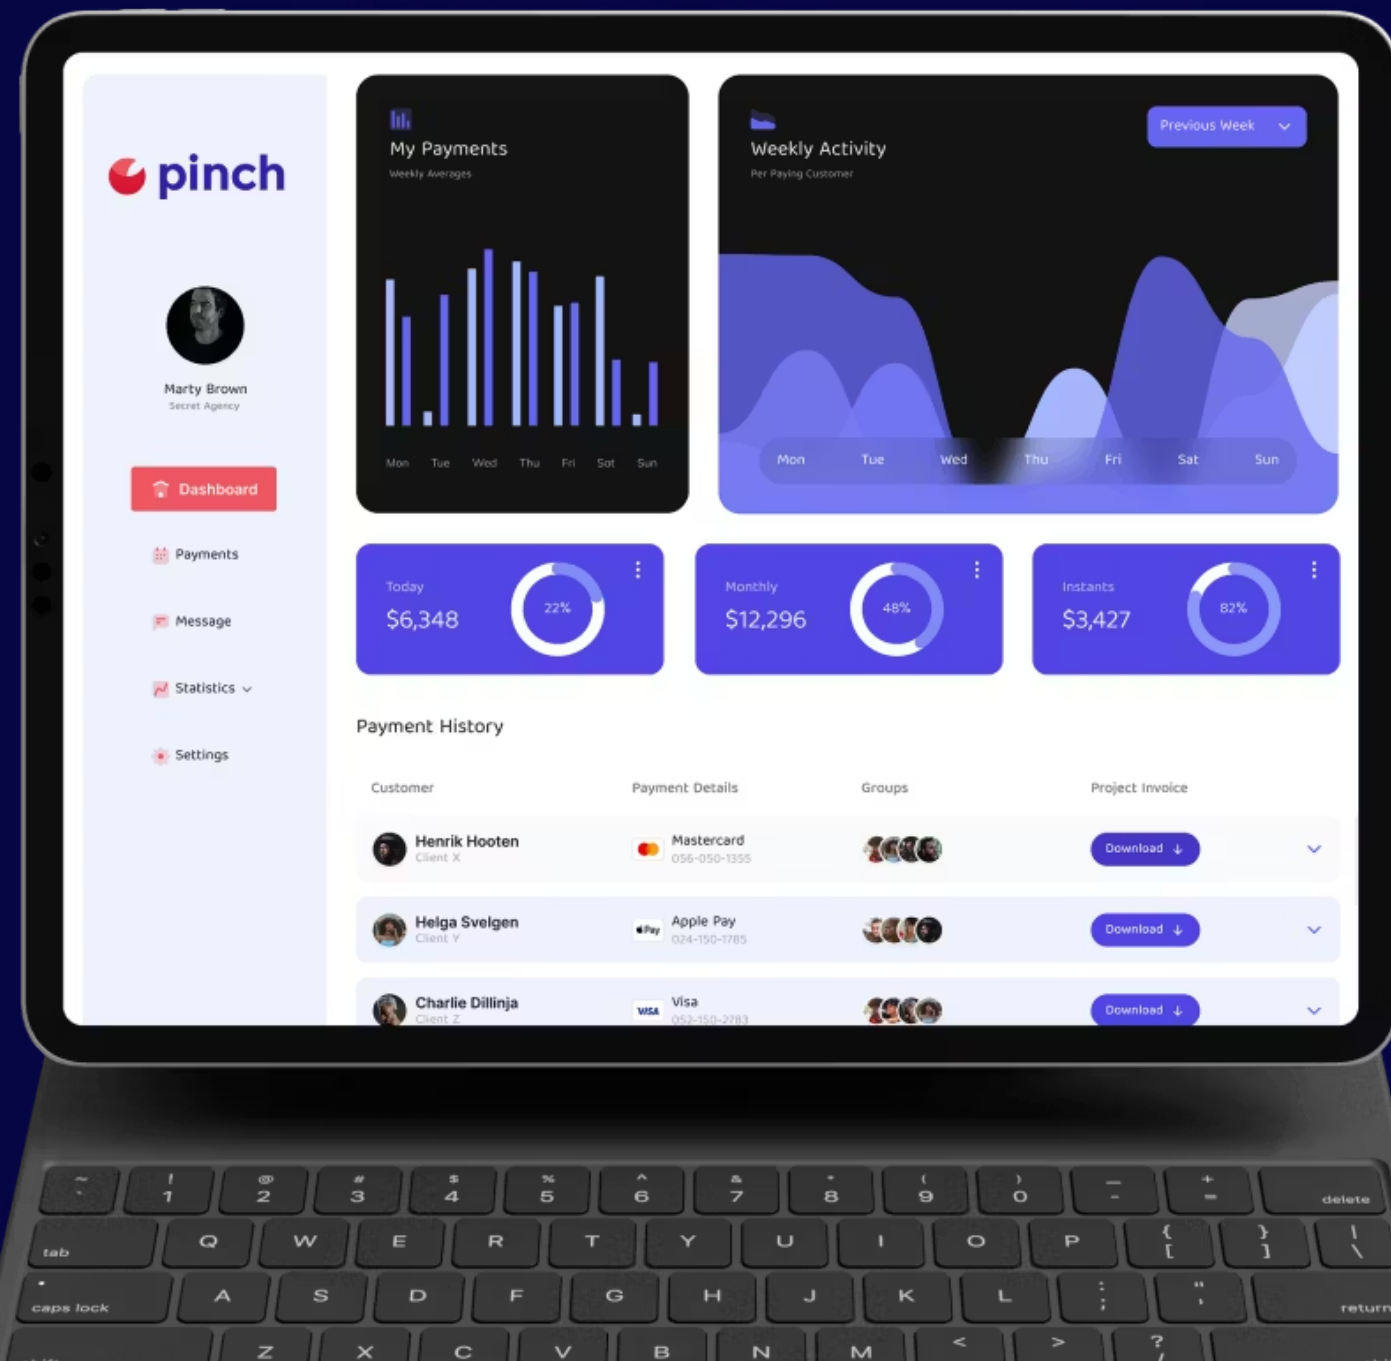 pinch
Marty Brown
Secret Agency
Dashboard
Payments
Message
Statistics
Settings
My Payments
Weekly Averages
Mon Tue Wed Thu Fri Sat Sun
Weekly Activity
Per Paying Customer
Previous Week
Mon Tue Wed Thu Fri Sat Sun
Today
$6,348
22%
Monthly
$12,296
48%
Instants
$3,427
82%
Payment History
Customer Payment Details Groups Project Invoice
Henrik Hooten
Client X
Mastercard
056-050-1355
Download
Helga Svelgen
Client Y
Pay
Apple Pay
024-150-1785
Download
Charlie Dillinja
Client Z
VISA
Visa
052-150-2783
Download
~ ! @ # $ % ^ & * ( ) — +
` 1 2 3 4 5 6 7 8 9 0 - = delete
{ } |
tab Q W E R T Y U I O P [ ] \
: "
caps lock A S D F G H J K L ; ' return
< > ?
Z X C V B N M /